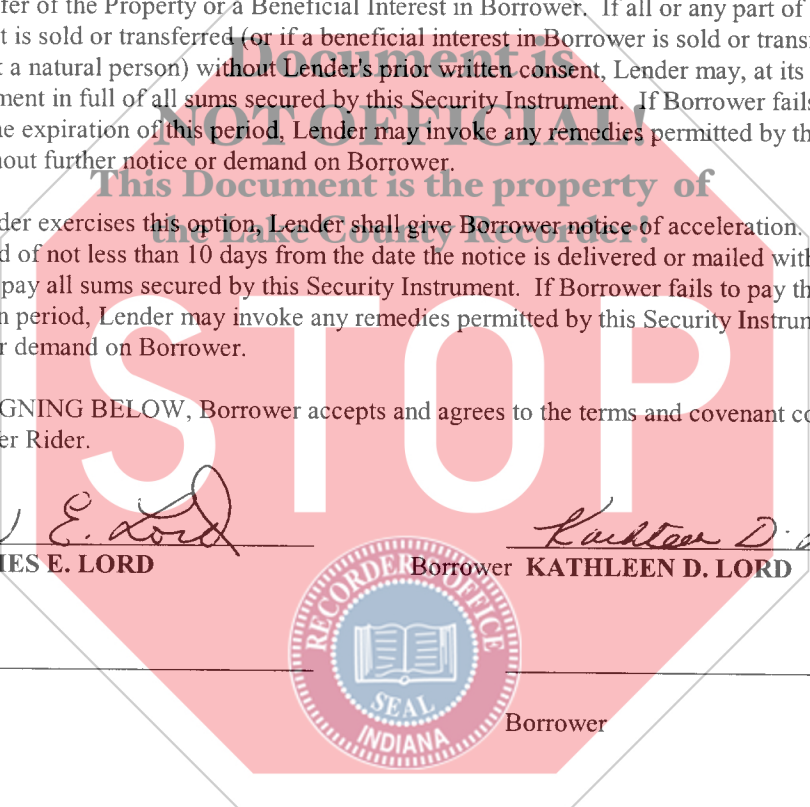 fer of the Property or a Beneficial Interest in Borrower. If all or any part of
t is sold or transferred (or if a beneficial interest in Borrower is sold or transf
t a natural person) without Lender's prior written consent, Lender may, at its
Document is
ment in full of all sums secured by this Security Instrument. If Borrower fails
NOT OFFICIAL!
he expiration of this period, Lender may invoke any remedies permitted by th
hout further notice or demand on Borrower.
This Document is the property of
der exercises this option, Lender shall give Borrower notice of acceleration.
the Lake County Recorder!
d of not less than 10 days from the date the notice is delivered or mailed with
pay all sums secured by this Security Instrument. If Borrower fails to pay th
n period, Lender may invoke any remedies permitted by this Security Instrum
r demand on Borrower.
STOP
GNING BELOW, Borrower accepts and agrees to the terms and covenant co
er Rider.
E. Lord
Kathleen D.
IES E. LORD
Borrower KATHLEEN D. LORD
RECORDER'S OFFICE
SEAL
INDIANA
Borrower